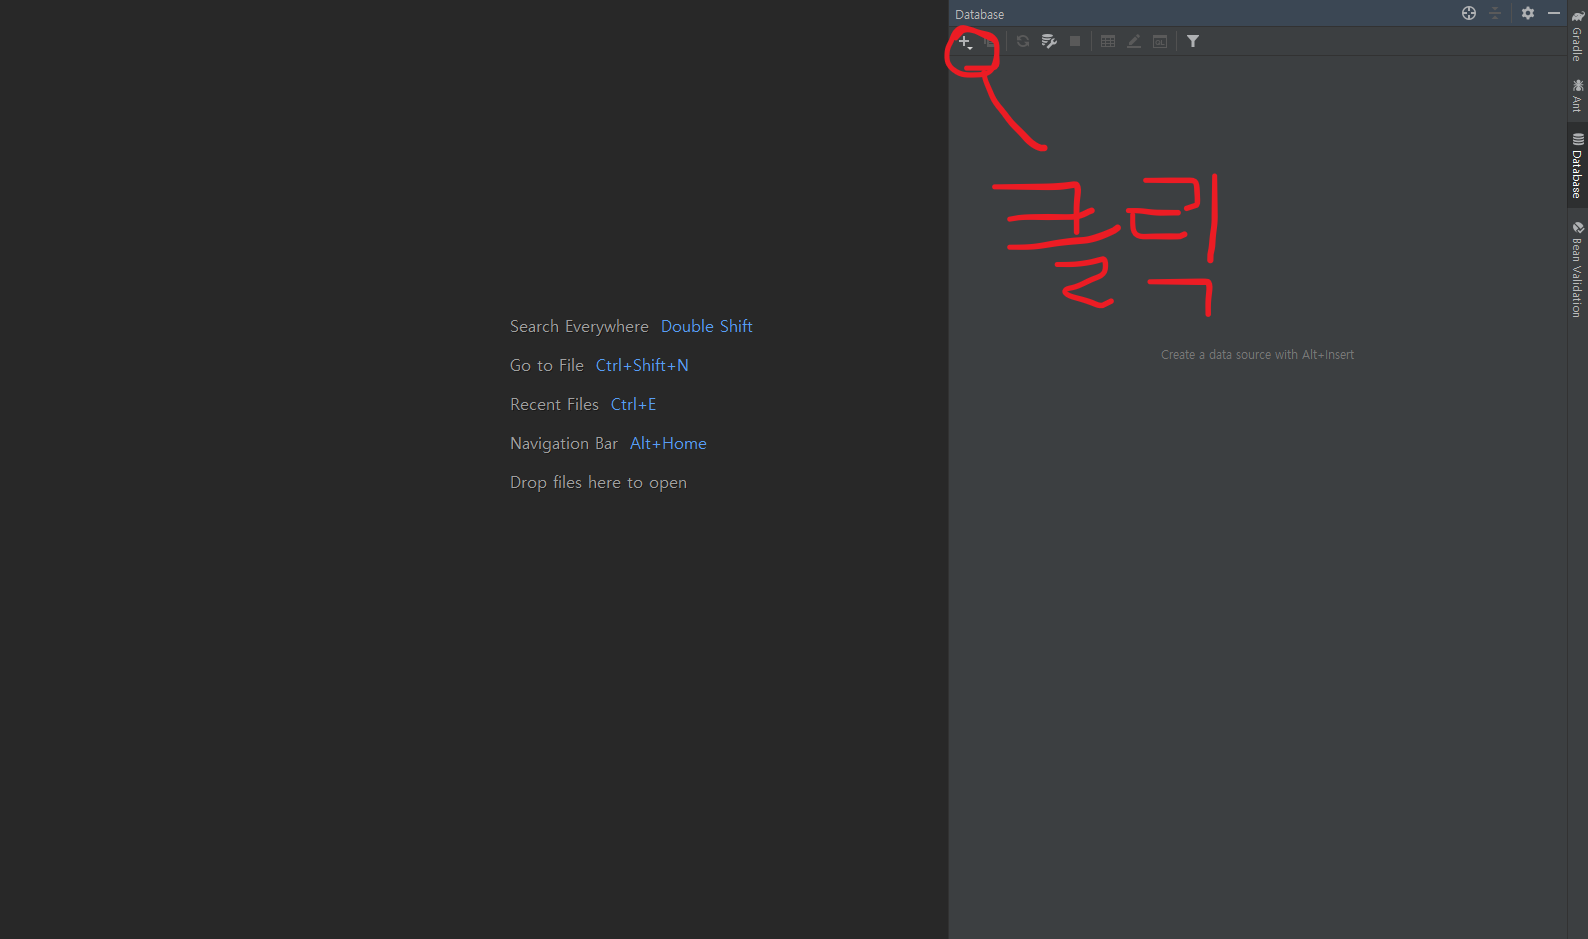 Database
클릭
Search Everywhere Double Shift
Go to File Ctrl+Shift+N
Recent Files Ctrl+E
Navigation Bar Alt+Home
Drop files here to open
Create a data source with Alt+Insert
Gradle
Ant
Database
Bean Validation